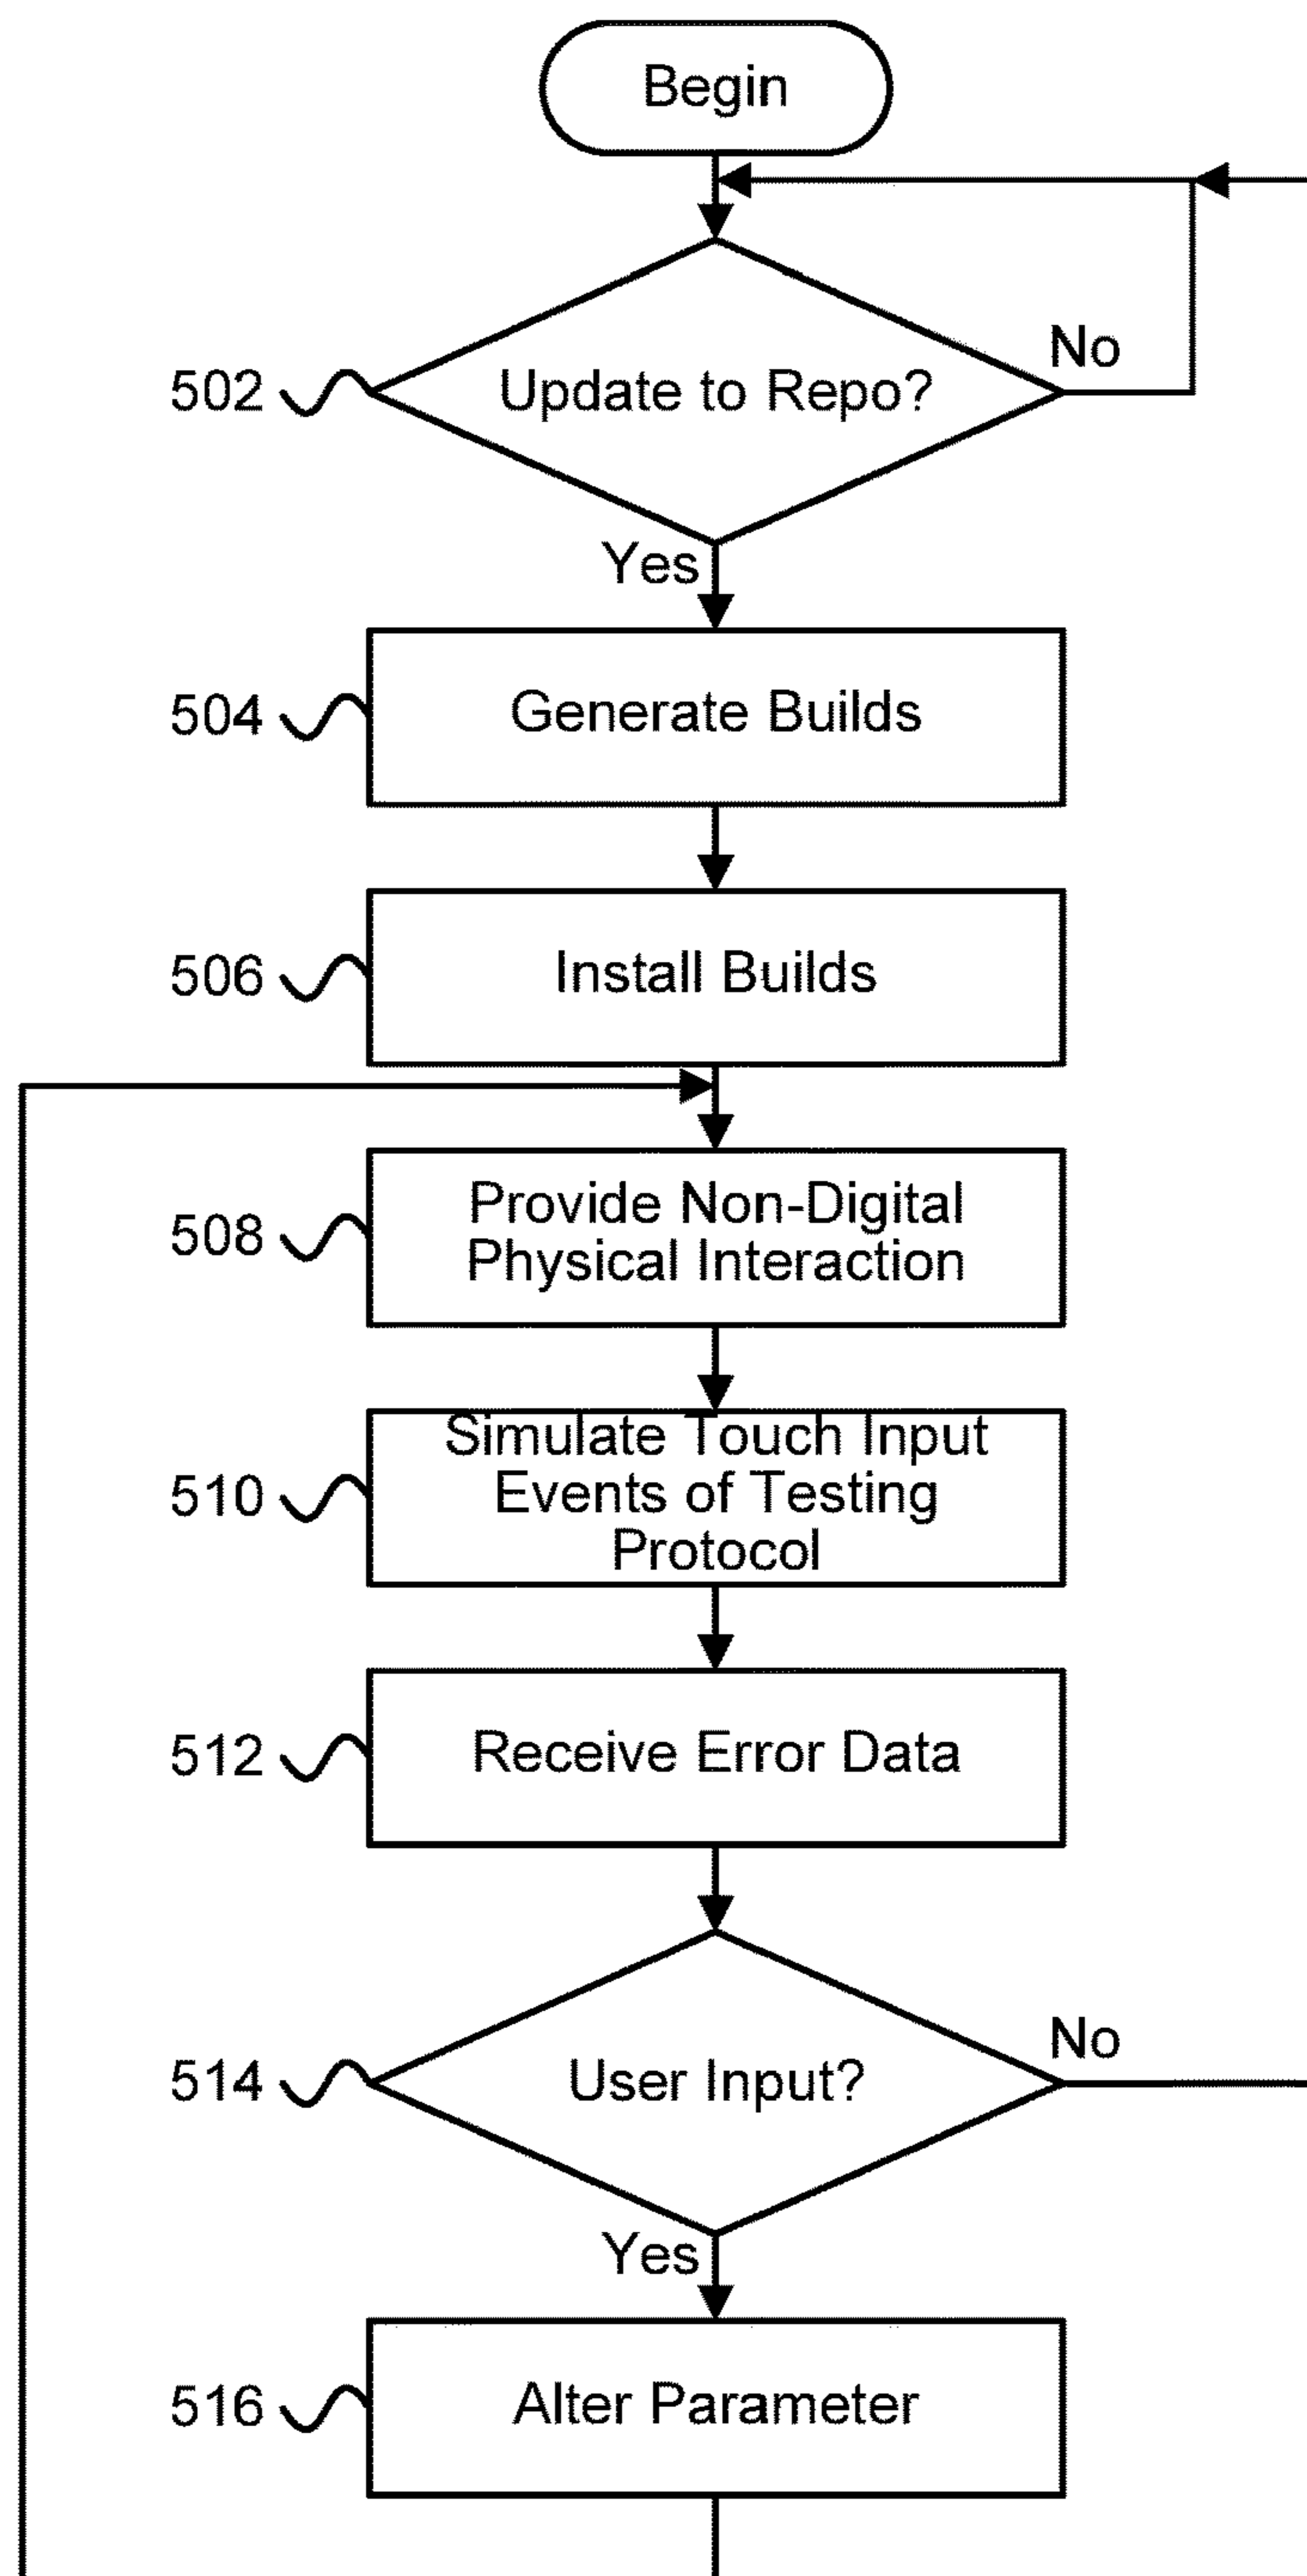 Begin
No
502
Update to Repo?
Yes
504
Generate Builds
506
Install Builds
508
Provide Non-Digital
Physical Interaction
510
Simulate Touch Input
Events of Testing
Protocol
512
Receive Error Data
No
514
User Input?
Yes
516
Alter Parameter